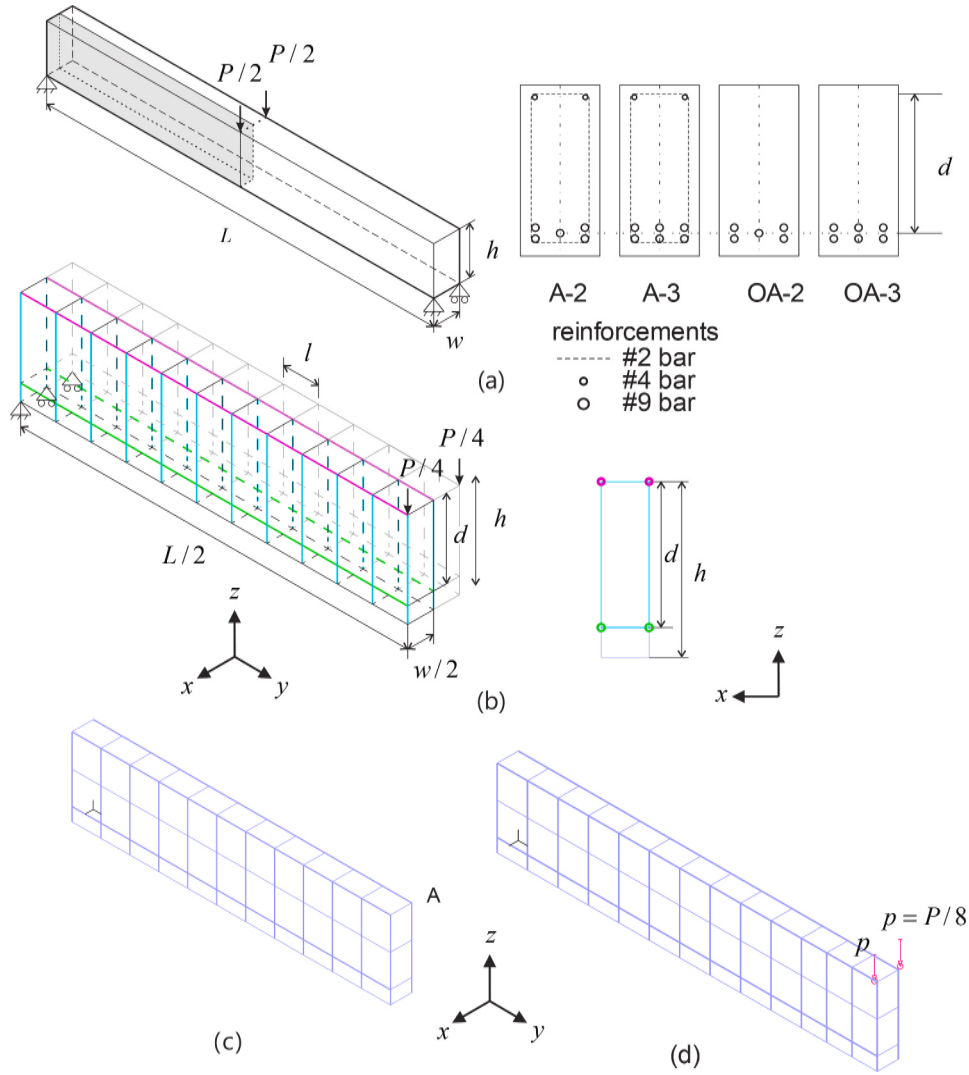 P / 2
P / 2
L
h
w
d
A-2
A-3
OA-2
OA-3
reinforcements
#2 bar
#4 bar
#9 bar
(a)
l
P / 4
P / 4
d
h
L / 2
w / 2
z
x
y
d
h
z
x
(b)
A
p = P / 8
p
z
x
y
(c)
(d)